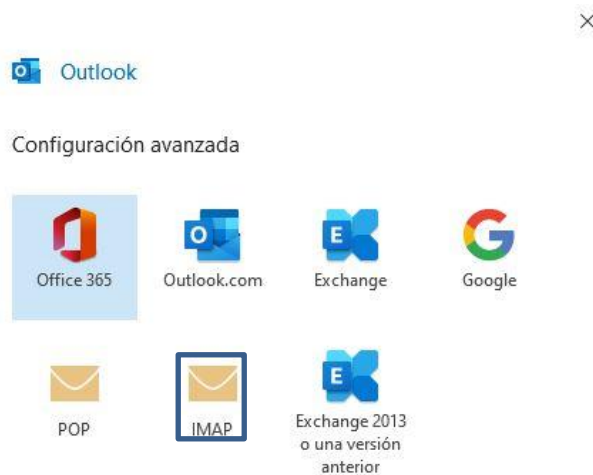 Outlook
Configuración avanzada
Office 365
Outlook.com
Exchange
Google
POP
IMAP
Exchange 2013
o una versión
anterior